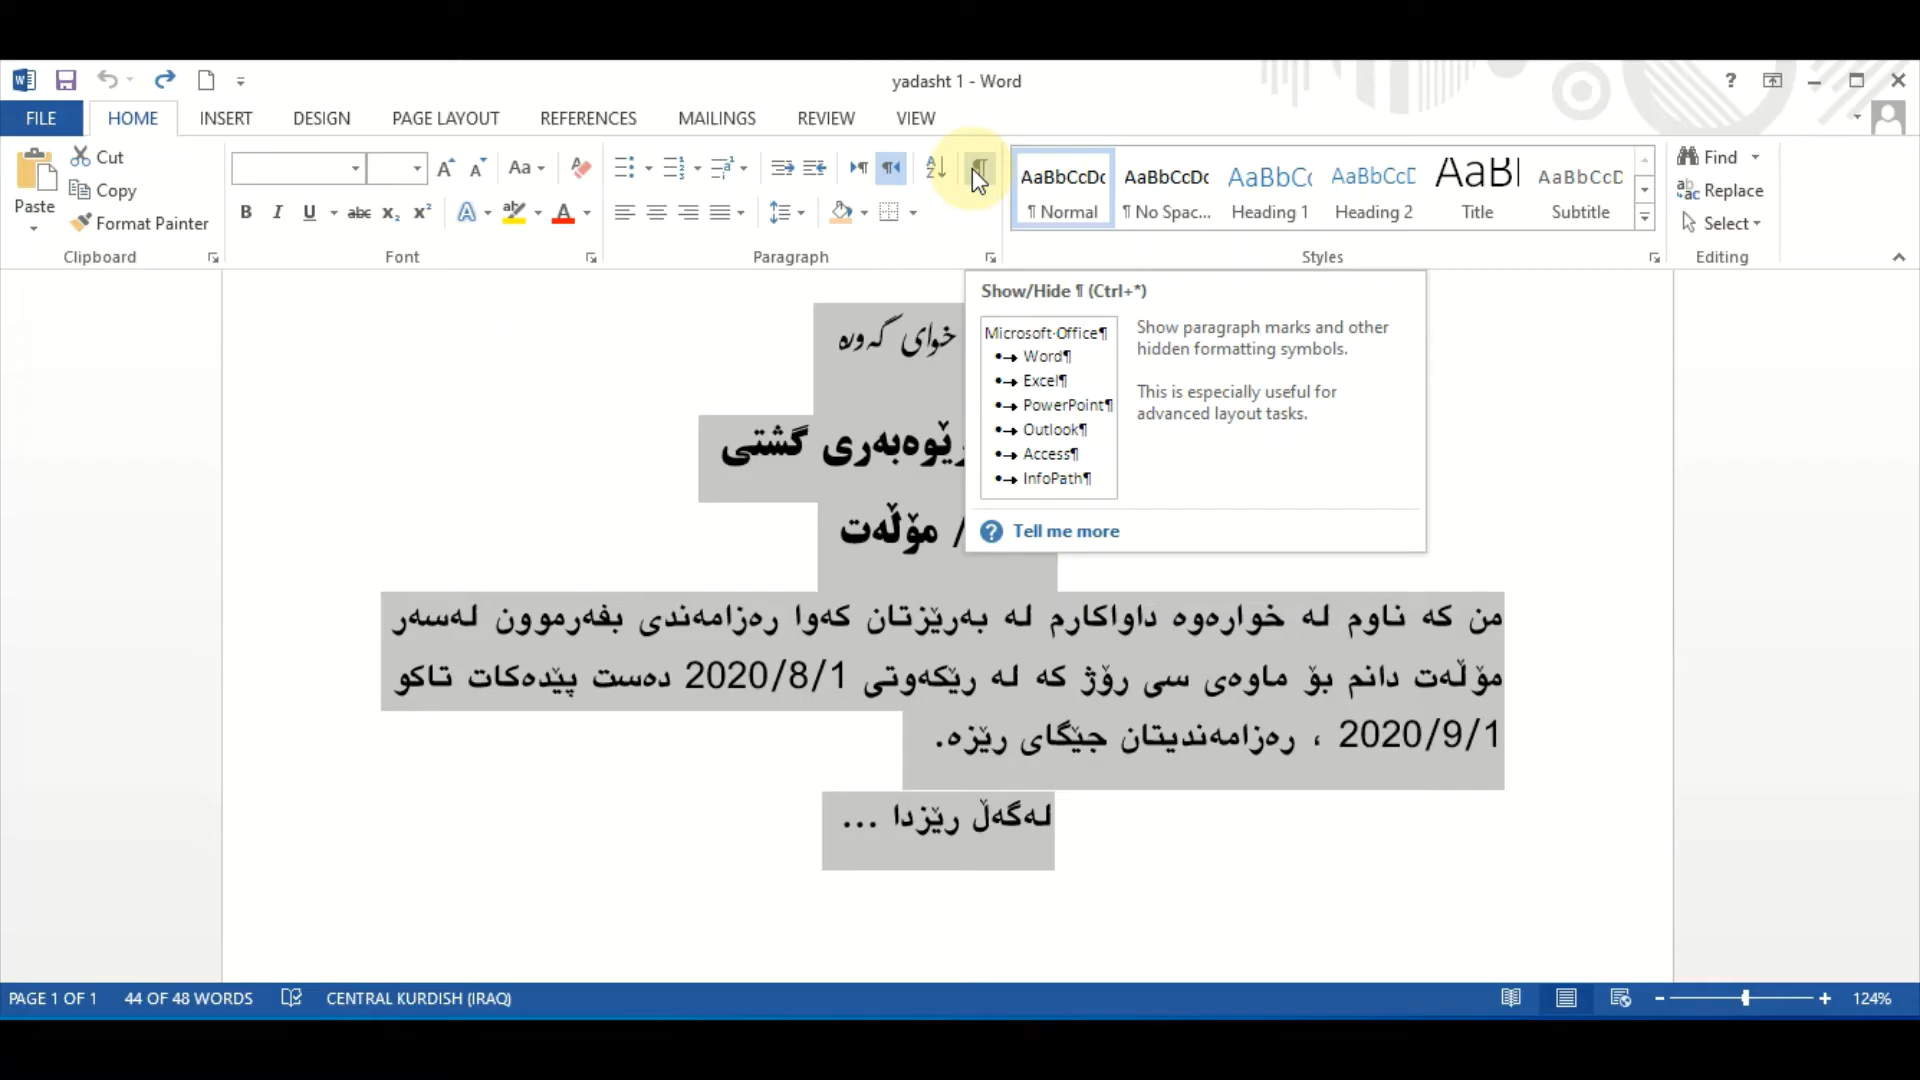 yadasht 1 - Word
FILE HOME INSERT DESIGN PAGE LAYOUT REFERENCES MAILINGS REVIEW VIEW
Paste
Cut
Copy
Format Painter
Clipboard
Font
Paragraph
AaBbCcDc AaBbCcDc AaBbCc AaBbCcD AaBl AaBbCcD
¶ Normal ¶ No Spac... Heading 1 Heading 2 Title Subtitle
Styles
Find
Replace
Select
Editing
Show/Hide ¶ (Ctrl+*)
Microsoft·Office¶
Word¶
Excel¶
PowerPoint¶
Outlook¶
Access¶
InfoPath¶
Show paragraph marks and other
hidden formatting symbols.
This is especially useful for
advanced layout tasks.
Tell me more
خوای گەورە
ڕێوەبەری گشتی
/ مۆڵەت
من کە ناوم لە خوارەوە داواکارم لە بەڕێزتان کەوا ڕەزامەندی بفەرموون لەسەر
مۆڵەت دانم بۆ ماوەی سی ڕۆژ کە لە ڕێکەوتی 2020/8/1 دەست پێدەکات تاکو
2020/9/1 ، ڕەزامەندیتان جێگای ڕێزە.
لەگەڵ ڕێزدا ...
PAGE 1 OF 1 44 OF 48 WORDS CENTRAL KURDISH (IRAQ) 124%